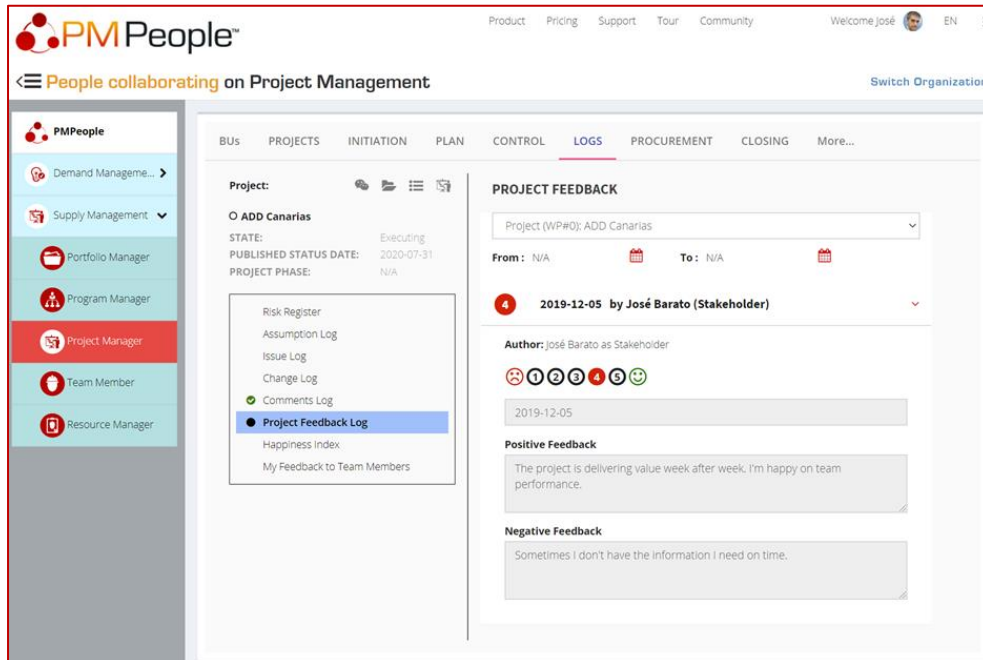 PMPeople™
Product Pricing Support Tour Community Welcome José EN
People collaborating on Project Management
Switch Organization
PMPeople
Demand Manageme...
Supply Management
Portfolio Manager
Program Manager
Project Manager
Team Member
Resource Manager
BUs PROJECTS INITIATION PLAN CONTROL LOGS PROCUREMENT CLOSING More...
Project:
ADD Canarias
STATE: Executing
PUBLISHED STATUS DATE: 2020-07-31
PROJECT PHASE: N/A
Risk Register
Assumption Log
Issue Log
Change Log
Comments Log
Project Feedback Log
Happiness Index
My Feedback to Team Members
PROJECT FEEDBACK
Project (WP#0): ADD Canarias
From: N/A To: N/A
4 2019-12-05 by José Barato (Stakeholder)
Author: José Barato as Stakeholder
1 2 3 4 5
2019-12-05
Positive Feedback
The project is delivering value week after week. I'm happy on team
performance.
Negative Feedback
Sometimes I don't have the information I need on time.